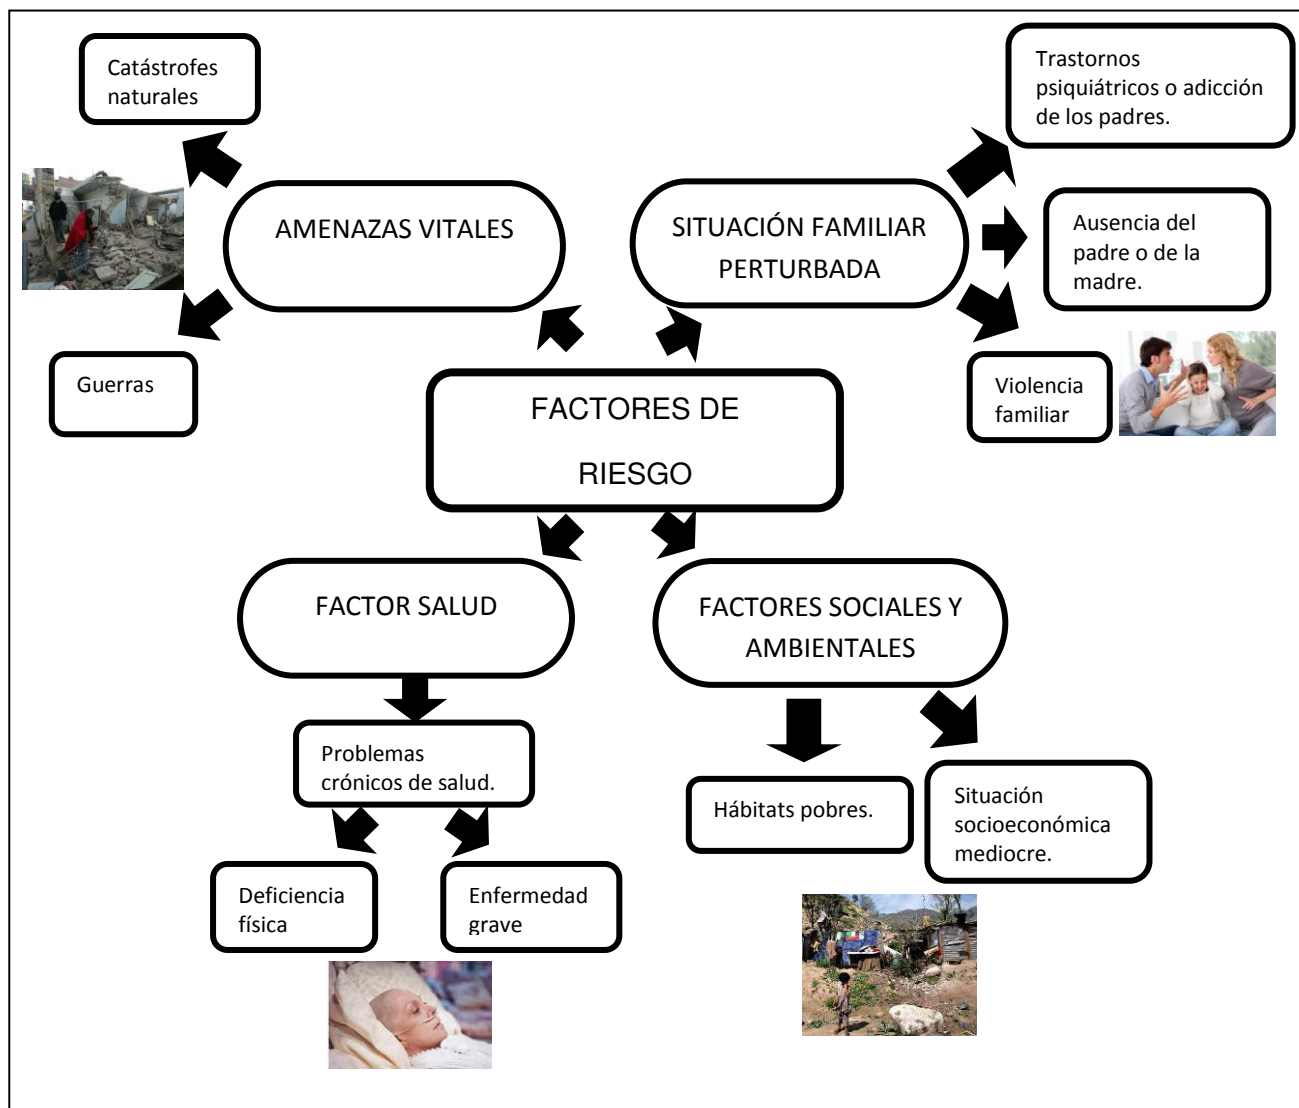 Catástrofes
naturales
Trastornos
psiquiátricos o adicción
de los padres.
AMENAZAS VITALES
SITUACIÓN FAMILIAR
PERTURBADA
Ausencia del
padre o de la
madre.
Guerras
Violencia
familiar
FACTORES DE
RIESGO
FACTOR SALUD
FACTORES SOCIALES Y
AMBIENTALES
Problemas
crónicos de salud.
Hábitats pobres.
Situación
socioeconómica
mediocre.
Deficiencia
física
Enfermedad
grave